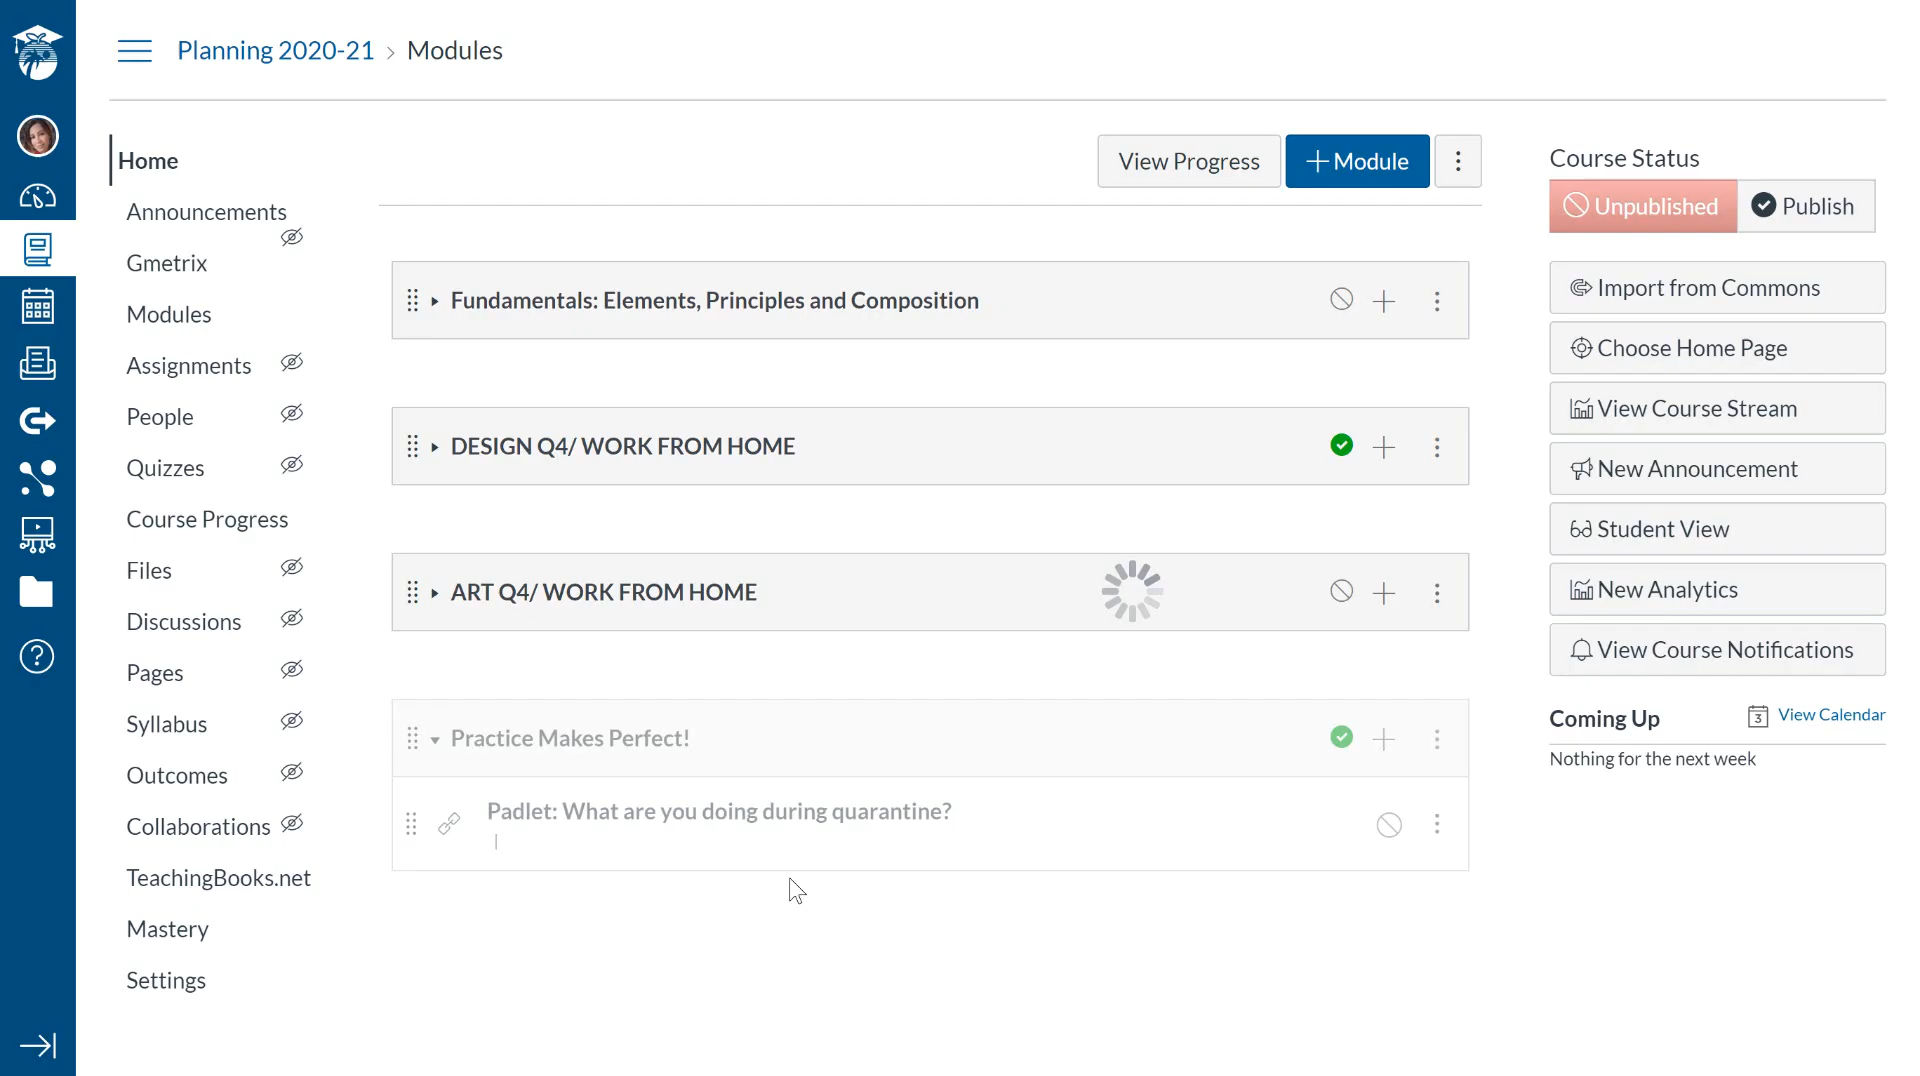 Planning 2020-21 › Modules
Home
Announcements
Gmetrix
Modules
Assignments
People
Quizzes
Course Progress
Files
Discussions
Pages
Syllabus
Outcomes
Collaborations
TeachingBooks.net
Mastery
Settings
View Progress
+ Module
Fundamentals: Elements, Principles and Composition
DESIGN Q4/ WORK FROM HOME
ART Q4/ WORK FROM HOME
Practice Makes Perfect!
Padlet: What are you doing during quarantine?
|
Course Status
Unpublished
Publish
Import from Commons
Choose Home Page
View Course Stream
New Announcement
Student View
New Analytics
View Course Notifications
Coming Up
3 View Calendar
Nothing for the next week